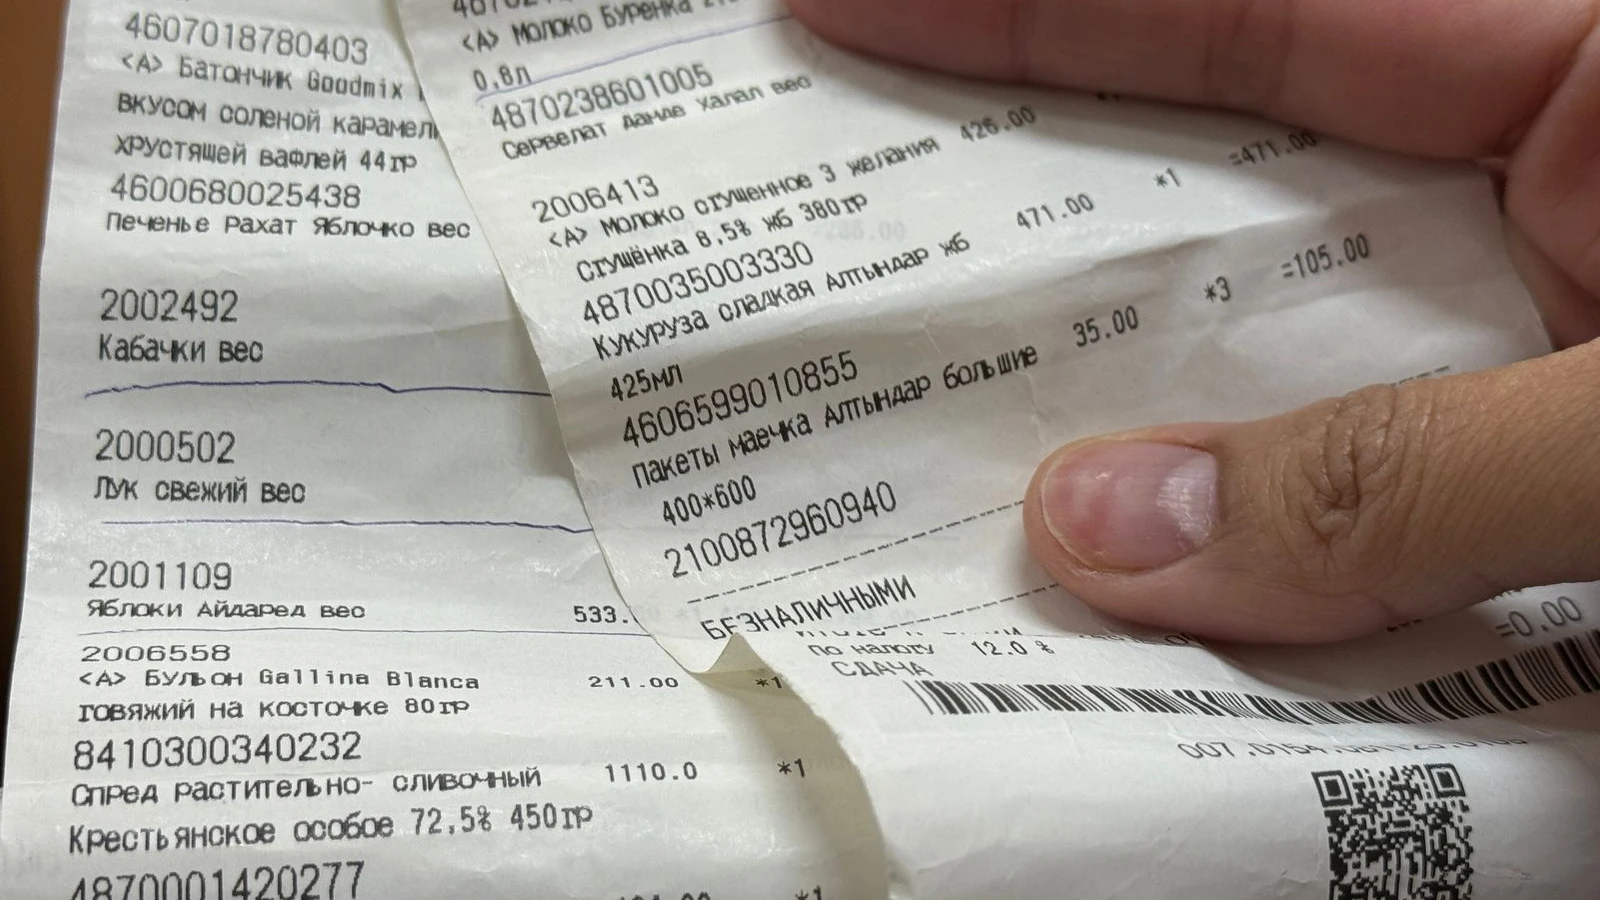 4607018780403
<А> Батончик Goodmix
вкусом соленой карамели
хрустящей вафлей 44гр
4600680025438
Печенье Рахат Яблочко вес
2002492
Кабачки вес
2000502
Лук свежий вес
2001109
Яблоки Айдаред вес 533.
2006558
<А> Бульон Gallina Blanca 211.00 *1
говяжий на косточке 80гр
8410300340232
Спред растительно- сливочный 1110.0 *1
Крестьянское особое 72,5% 450гр
4870001420277
*1
<А> Молоко Буренка
0,8л
4870238601005
Сервелат Дамде Халал вес
2006413
<А> Молоко сгущенное 3 желания 426.00
Сгущёнка 8,5% жб 380гр
4870035003330
Кукуруза сладкая Алтындар жб 471.00 *1 =471.00
425мл
4606599010855
Пакеты маечка Алтындар большие 35.00 *3 =105.00
400*600
2100872960940
БЕЗНАЛИЧНЫМИ
по налогу 12.0 %
СДАЧА =0.00